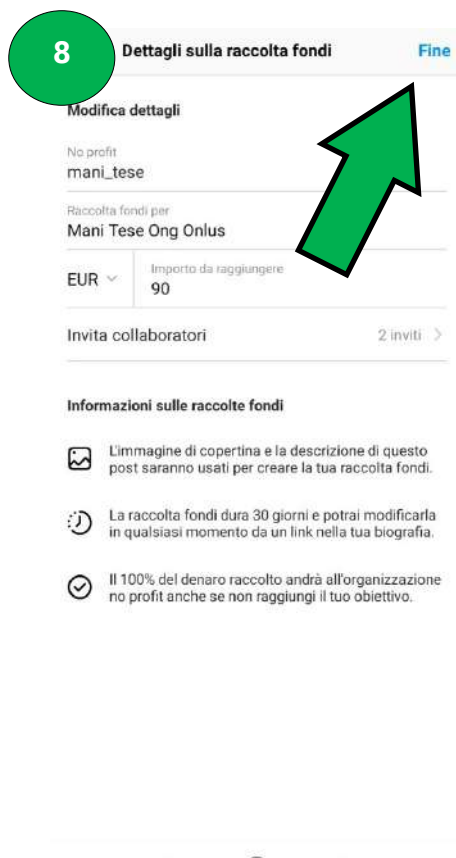 8
Dettagli sulla raccolta fondi
Fine
Modifica dettagli
No profit
mani_tese
Raccolta fondi per
Mani Tese Ong Onlus
EUR
Importo da raggiungere
90
Invita collaboratori
2 inviti
Informazioni sulle raccolte fondi
L'immagine di copertina e la descrizione di questo
post saranno usati per creare la tua raccolta fondi.
La raccolta fondi dura 30 giorni e potrai modificarla
in qualsiasi momento da un link nella tua biografia.
Il 100% del denaro raccolto andrà all'organizzazione
no profit anche se non raggiungi il tuo obiettivo.